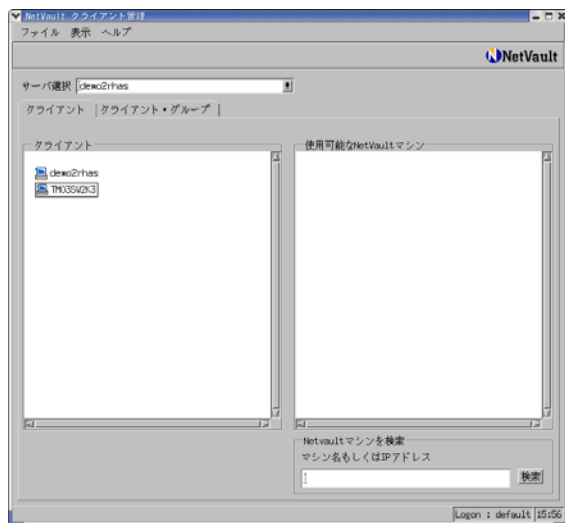 NetVault クライアント管理
ファイル 表示 ヘルプ
NetVault
サーバ選択 demo2rhas
クライアント クライアント・グループ
クライアント
demo2rhas
TM03SW2K3
使用可能なNetVaultマシン
Netvaultマシンを検索
マシン名もしくはIPアドレス
検索
Logon : default 15:56